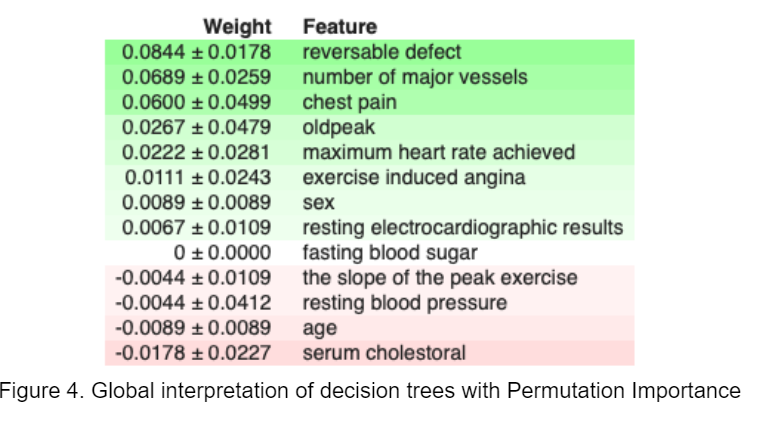 Weight Feature
0.0844 ± 0.0178 reversable defect
0.0689 ± 0.0259 number of major vessels
0.0600 ± 0.0499 chest pain
0.0267 ± 0.0479 oldpeak
0.0222 ± 0.0281 maximum heart rate achieved
0.0111 ± 0.0243 exercise induced angina
0.0089 ± 0.0089 sex
0.0067 ± 0.0109 resting electrocardiographic results
0 ± 0.0000 fasting blood sugar
-0.0044 ± 0.0109 the slope of the peak exercise
-0.0044 ± 0.0412 resting blood pressure
-0.0089 ± 0.0089 age
-0.0178 ± 0.0227 serum cholestoral
Figure 4. Global interpretation of decision trees with Permutation Importance